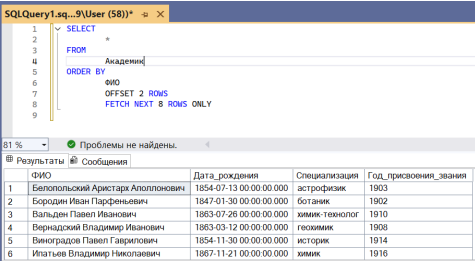 SQLQuery1.sq...9\User (58))*
1 SELECT
2 *
3 FROM
4 Академик
5 ORDER BY
6 ФИО
7 OFFSET 2 ROWS
8 FETCH NEXT 8 ROWS ONLY
9
81 % Проблемы не найдены.
Результаты Сообщения
ФИО Дата_рождения Специализация Год_присвоения_звания
1 Белопольский Аристарх Аполлонович 1854-07-13 00:00:00.000 астрофизик 1903
2 Бородин Иван Парфеньевич 1847-01-30 00:00:00.000 ботаник 1902
3 Вальден Павел Иванович 1863-07-26 00:00:00.000 химик-технолог 1910
4 Вернадский Владимир Иванович 1863-03-12 00:00:00.000 геохимик 1908
5 Виноградов Павел Гаврилович 1854-11-30 00:00:00.000 историк 1914
6 Ипатьев Владимир Николаевич 1867-11-21 00:00:00.000 химик 1916